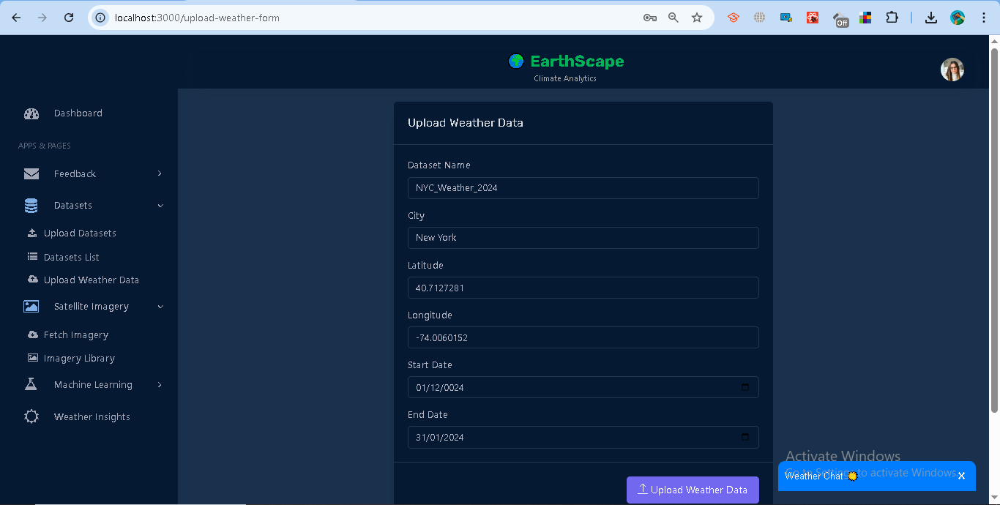 localhost:3000/upload-weather-form
Off
EarthScape
Climate Analytics
Dashboard
APPS & PAGES
Feedback
Datasets
Upload Datasets
Datasets List
Upload Weather Data
Satellite Imagery
Fetch Imagery
Imagery Library
Machine Learning
Weather Insights
Upload Weather Data
Dataset Name
NYC_Weather_2024
City
New York
Latitude
40.7127281
Longitude
-74.0060152
Start Date
01/12/0024
End Date
31/01/2024
Upload Weather Data
Activate Windows
Go to Settings to activate Windows.
Weather Chat